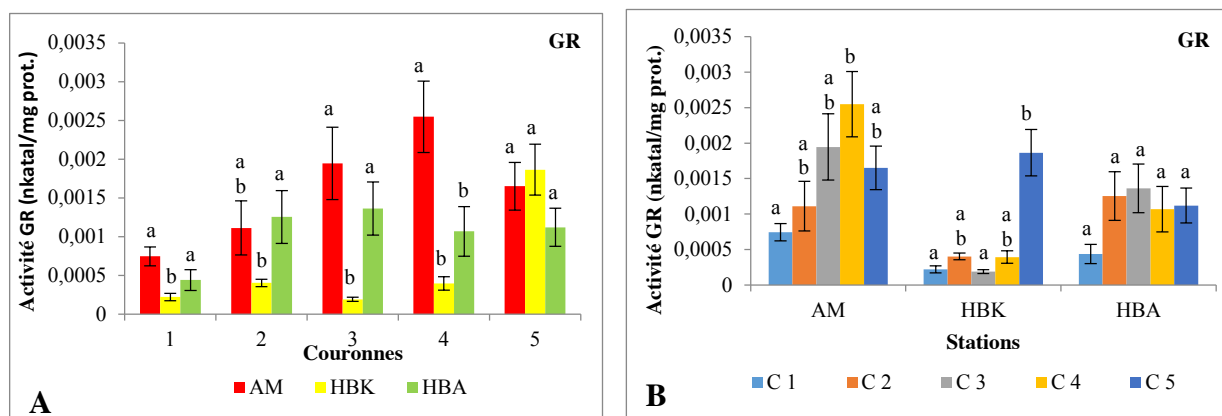 GR
Activité GR (nkatal/mg prot.)
0,0035
0,003
0,0025
0,002
0,0015
0,001
0,0005
0
a
b
a
a
b
b
a
a
b
a
a
b
b
a
a
a
1
2
3
4
5
Couronnes
AM
HBK
HBA
A
GR
Activité GR (nkatal/mg prot.)
0,0035
0,003
0,0025
0,002
0,0015
0,001
0,0005
0
a
a
b
a
b
b
a
b
a
a
b
a
a
b
b
a
a
a
a
a
AM
HBK
HBA
Stations
C 1
C 2
C 3
C 4
C 5
B